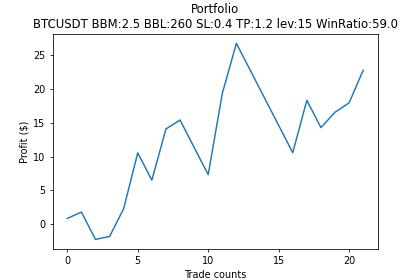 Portfolio
BTCUSDT BBM:2.5 BBL:260 SL:0.4 TP:1.2 lev:15 WinRatio:59.0
25
20
15
10
5
0
Profit ($)
0 5 10 15 20
Trade counts